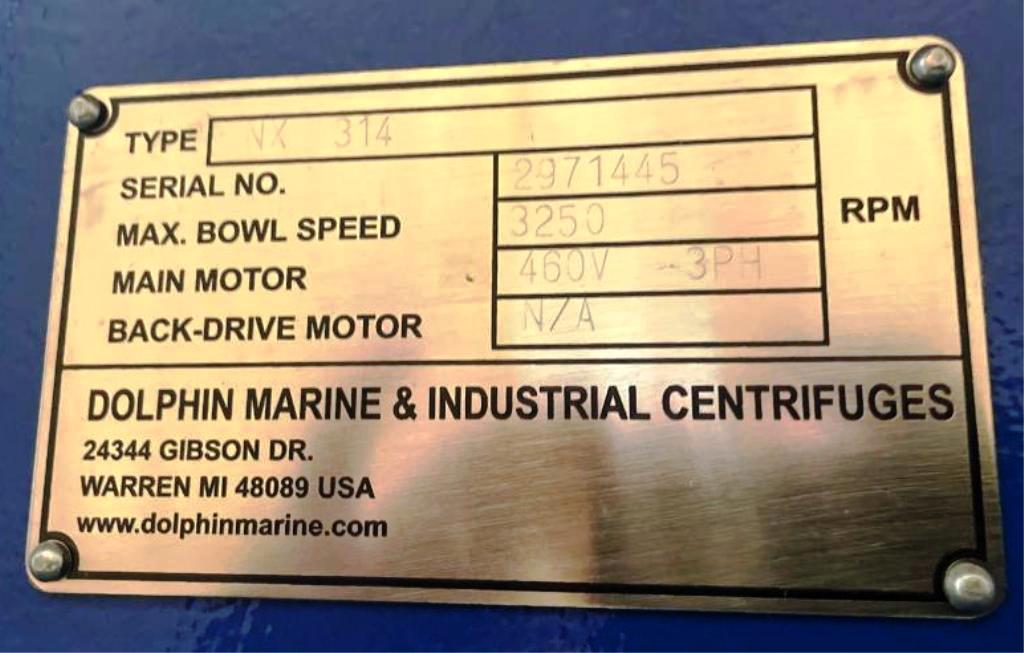 TYPE NX 314
SERIAL NO. 2971445
MAX. BOWL SPEED 3250 RPM
MAIN MOTOR 460V - 3PH
BACK-DRIVE MOTOR N/A
DOLPHIN MARINE & INDUSTRIAL CENTRIFUGES
24344 GIBSON DR.
WARREN MI 48089 USA
www.dolphinmarine.com